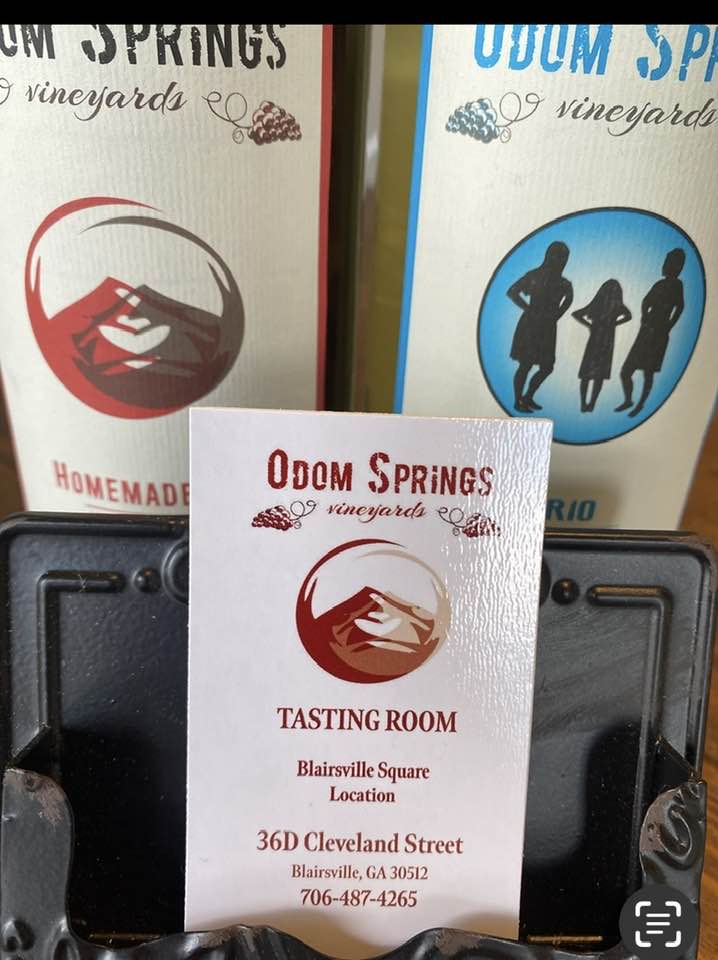 OM SPRiNGS
vineyards
ODOM SP
vineyards
HOMEMADE
RIO
ODOM SPRiNGS
vineyards
TASTING ROOM
Blairsville Square
Location
36D Cleveland Street
Blairsville, GA 30512
706-487-4265